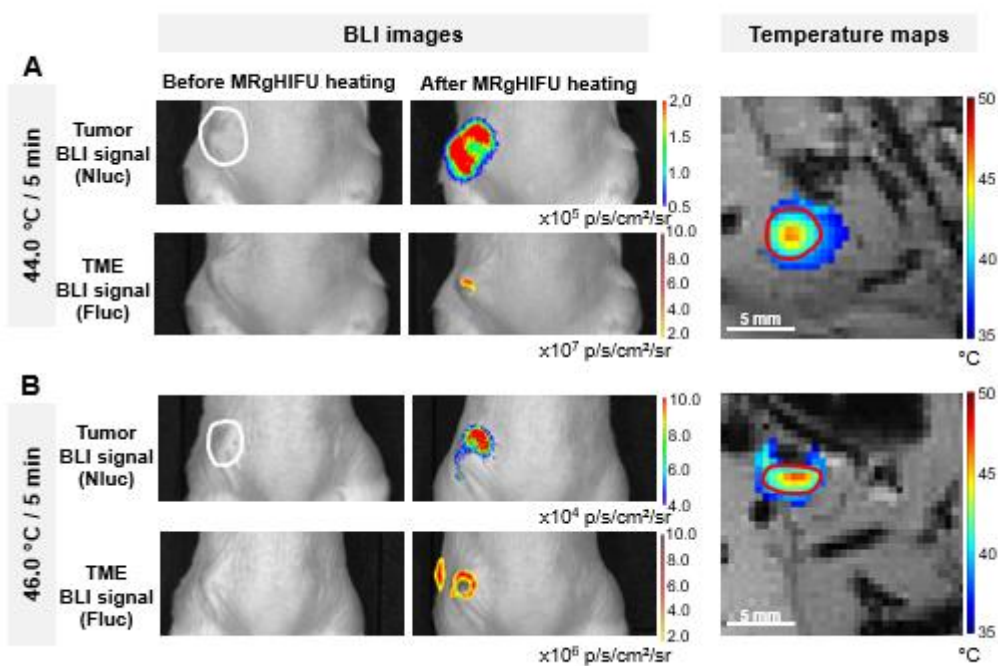 BLI images
Temperature maps
A
Before MRgHIFU heating
After MRgHIFU heating
44.0 °C / 5 min
Tumor
BLI signal
(Nluc)
2.0
1.5
1.0
0.5
x10⁵ p/s/cm²/sr
TME
BLI signal
(Fluc)
10.0
8.0
6.0
4.0
2.0
x10⁷ p/s/cm²/sr
50
45
40
35
°C
5 mm
B
46.0 °C / 5 min
Tumor
BLI signal
(Nluc)
10.0
8.0
6.0
4.0
x10⁴ p/s/cm²/sr
TME
BLI signal
(Fluc)
10.0
8.0
6.0
4.0
2.0
x10⁶ p/s/cm²/sr
50
45
40
35
°C
5 mm